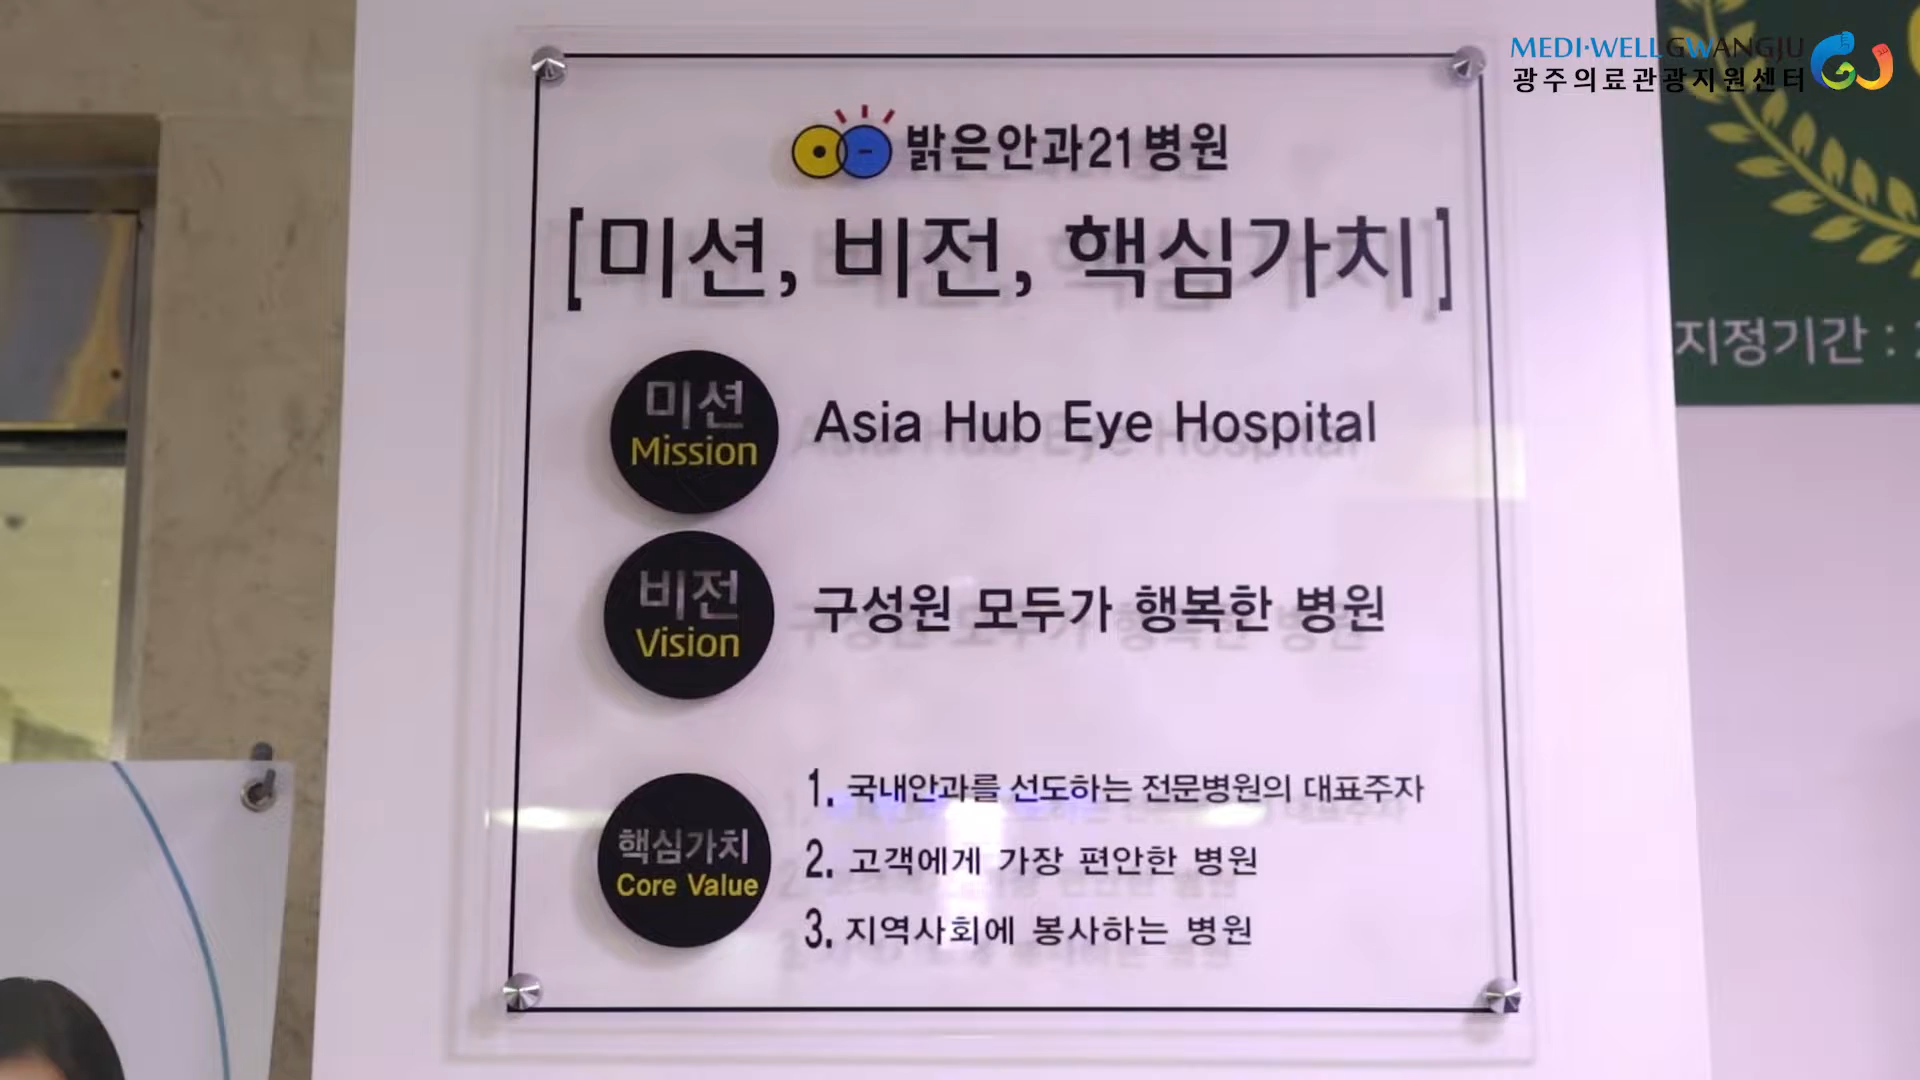 MEDI·WELLGWANGJU
광주의료관광지원센터
밝은안과21병원
[미션, 비전, 핵심가치]
지정기간 :
미션
Mission
Asia Hub Eye Hospital
비전
Vision
구성원 모두가 행복한 병원
핵심가치
Core Value
1. 국내안과를 선도하는 전문병원의 대표주자
2. 고객에게 가장 편안한 병원
3. 지역사회에 봉사하는 병원